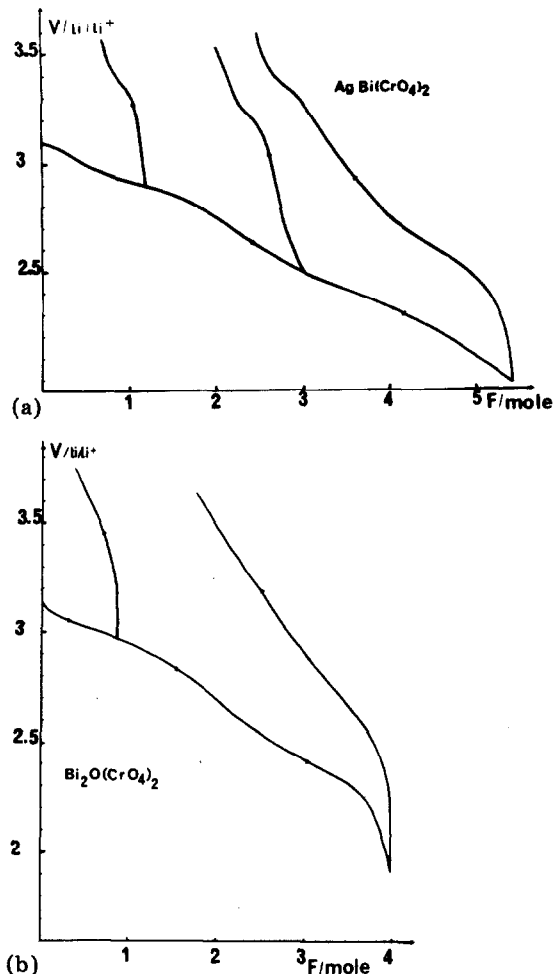 V/Li/Li⁺
3.5
Ag Bi(CrO₄)₂
3
2.5
1 2 3 4 5 F/mole
(a)
V/Li/Li⁺
3.5
3
2.5
Bi₂O(CrO₄)₂
2
1 2 3 4
(b) F/mole